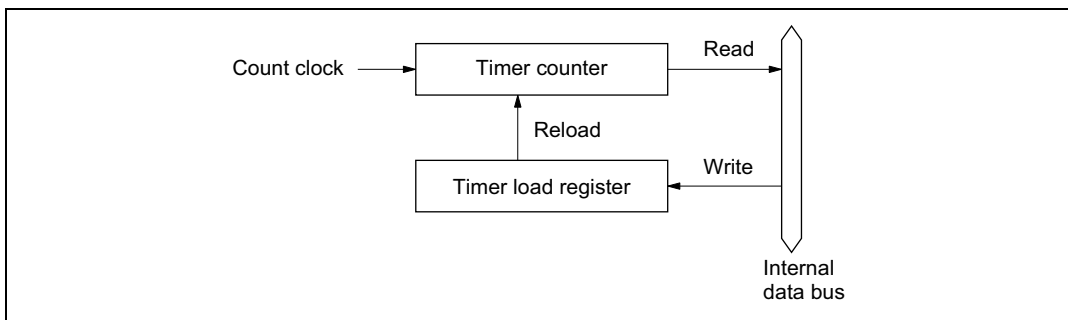 Read
Count clock
Timer counter
Reload
Write
Timer load register
Internal
data bus